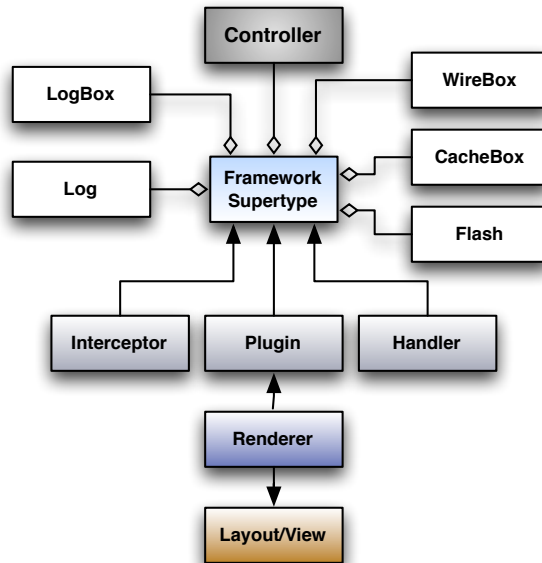 Controller
LogBox
WireBox
Log
Framework
Supertype
CacheBox
Flash
Interceptor
Plugin
Handler
Renderer
Layout/View